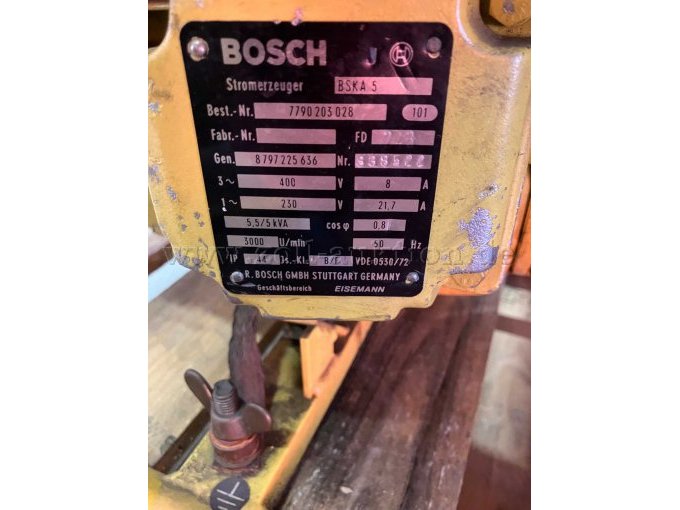 BOSCH
Stromerzeuger BSKA 5
Best.-Nr. 7790 203 028 101
Fabr.-Nr. FD
Gen. 8 797 225 636 Nr.
3~ 400 V 8 A
1~ 230 V 21,7 A
5,5/5 kVA cos φ 0,8
3000 U/min 50 Hz
IP 44 Is.-Kl. B/F VDE 0530/72
R. BOSCH GMBH STUTTGART GERMANY
Geschäftsbereich EISEMANN